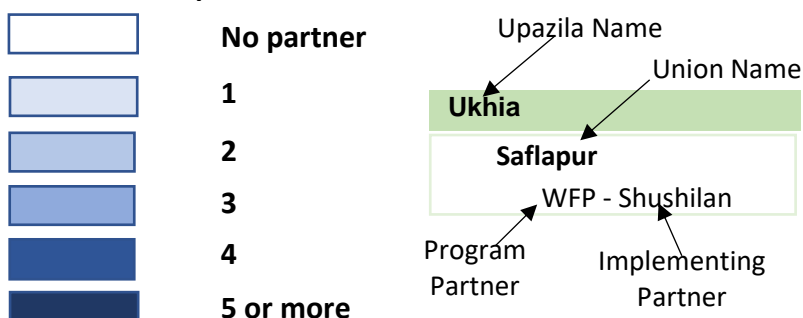 No partner
1
2
3
4
5 or more
Upazila Name
Union Name
Ukhia
Saflapur
WFP - Shushilan
Program
Partner
Implementing
Partner